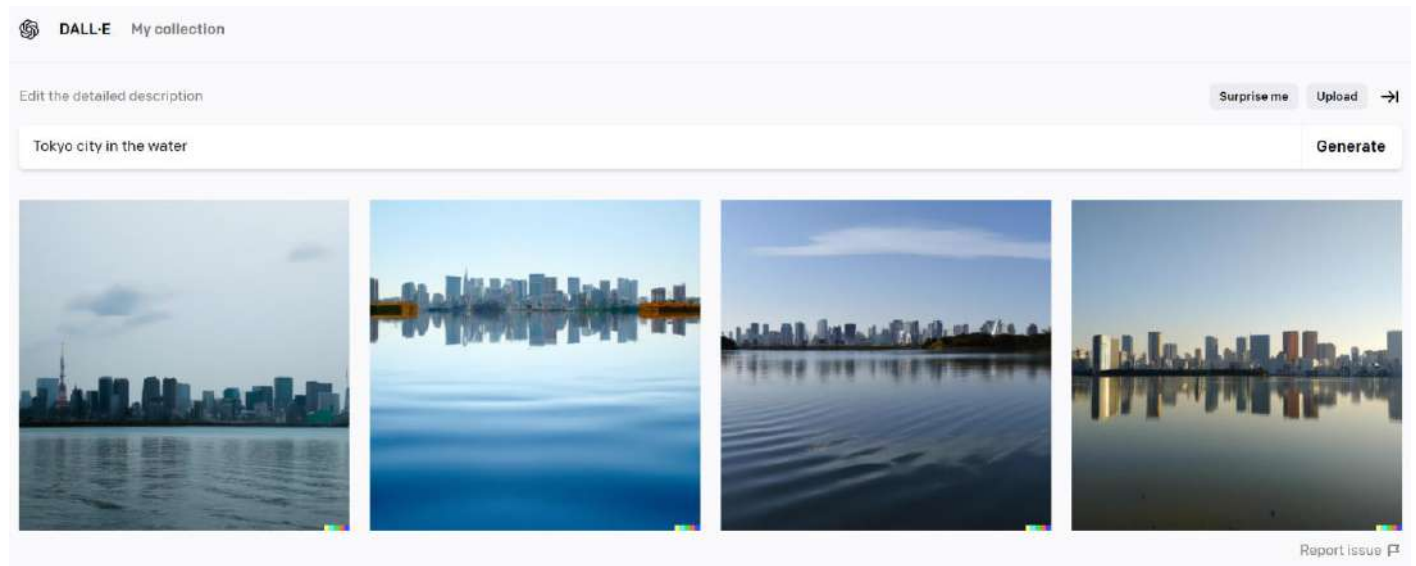 DALL·E My collection
Edit the detailed description
Surprise me Upload
Tokyo city in the water
Generate
Report issue